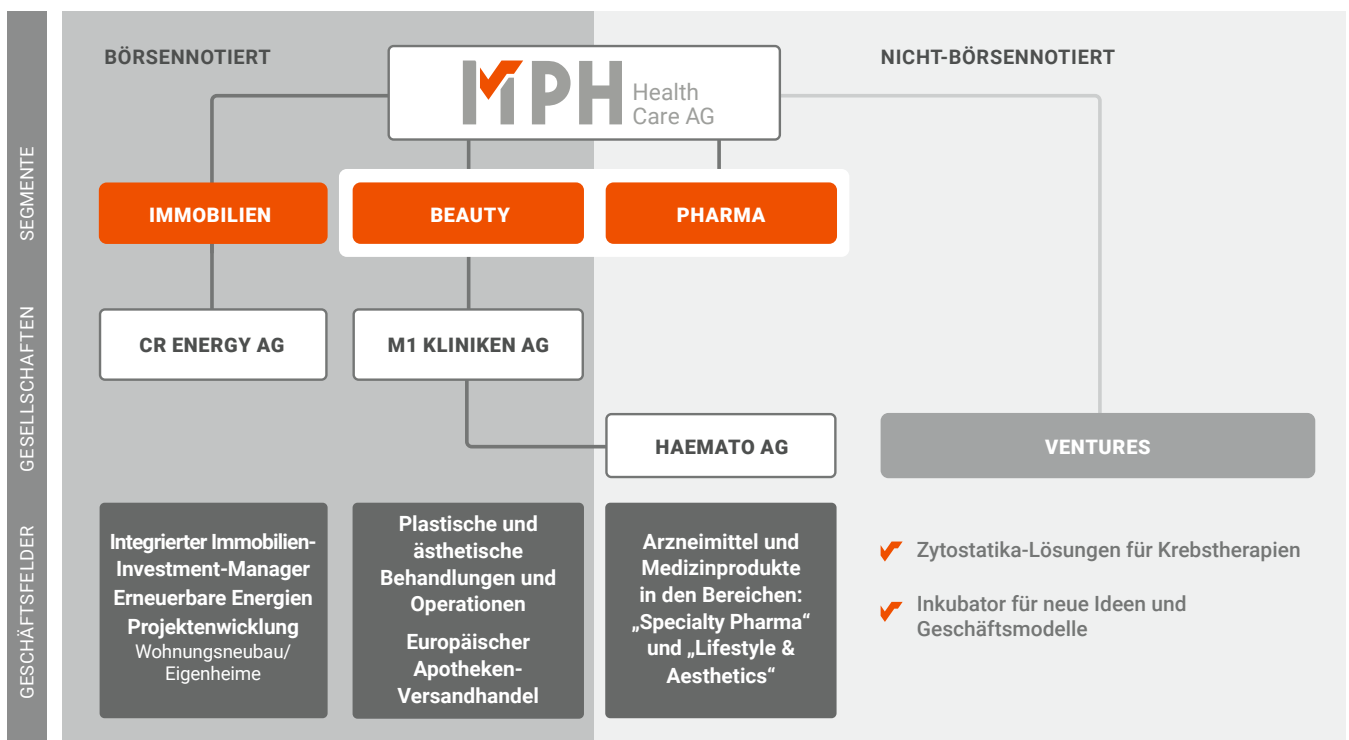 BÖRSENNOTIERT
NICHT-BÖRSENNOTIERT
MPH Health
Care AG
SEGMENTE
IMMOBILIEN
BEAUTY
PHARMA
GESELLSCHAFTEN
CR ENERGY AG
M1 KLINIKEN AG
HAEMATO AG
VENTURES
GESCHÄFTSFELDER
Integrierter Immobilien-
Investment-Manager
Erneuerbare Energien
Projektenwicklung
Wohnungsneubau/
Eigenheime
Plastische und
ästhetische
Behandlungen und
Operationen
Europäischer
Apotheken-
Versandhandel
Arzneimittel und
Medizinprodukte
in den Bereichen:
„Specialty Pharma“
und „Lifestyle &
Aesthetics“
Zytostatika-Lösungen für Krebstherapien
Inkubator für neue Ideen und
Geschäftsmodelle